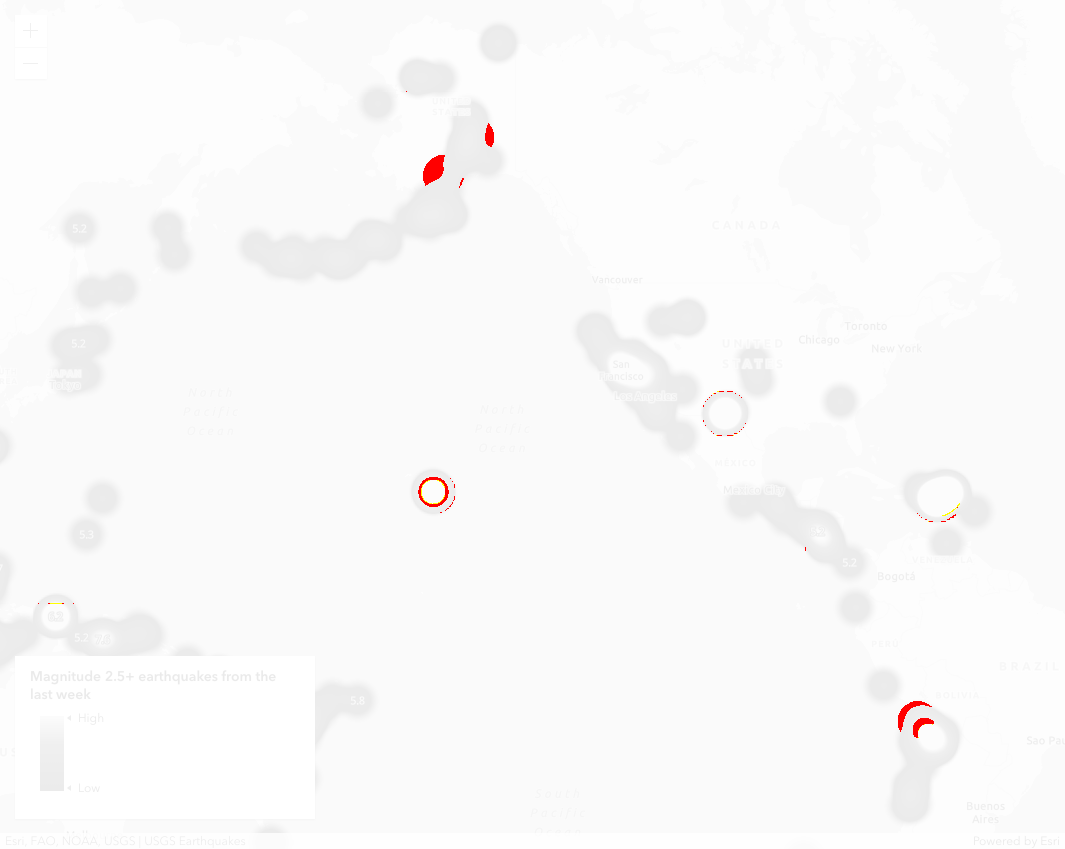 CANADA
5.2
Vancouver
Toronto
Chicago
UNITED
STATES
New York
5.2
San
Francisco
Tokyo
Los Angeles
North
Pacific
Ocean
North
Pacific
Ocean
MÉXICO
Mexico City
5.3
5.2
VENEZUELA
Bogotá
5.2
PERU
BRAZIL
Magnitude 2.5+ earthquakes from the
last week
High
Low
5.8
BOLIVIA
Sao Pau
South
Pacific
Buenos
Aires
Esri, FAO, NOAA, USGS | USGS Earthquakes
Powered by Esri